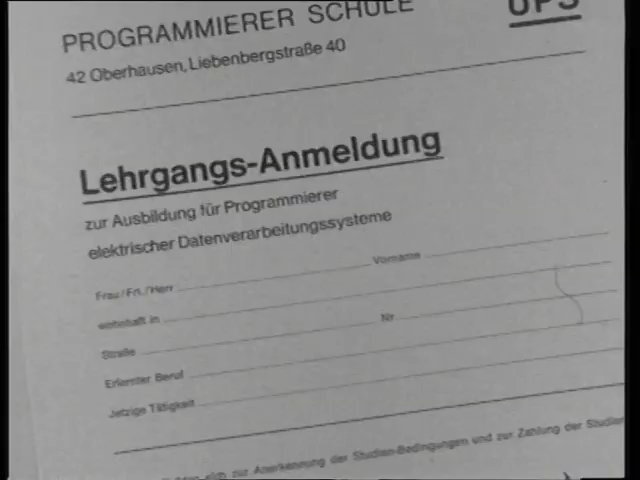 PROGRAMMIERER SCHULE
UPS
42 Oberhausen, Liebenbergstraße 40
Lehrgangs-Anmeldung
zur Ausbildung für Programmierer
elektrischer Datenverarbeitungssysteme
Frau/Frl./Herr Vorname
wohnhaft in
Straße Nr
Erlernter Beruf
Jetzige Tätigkeit
sich zur Anerkennung der Studien-Bedingungen und zur Zahlung der